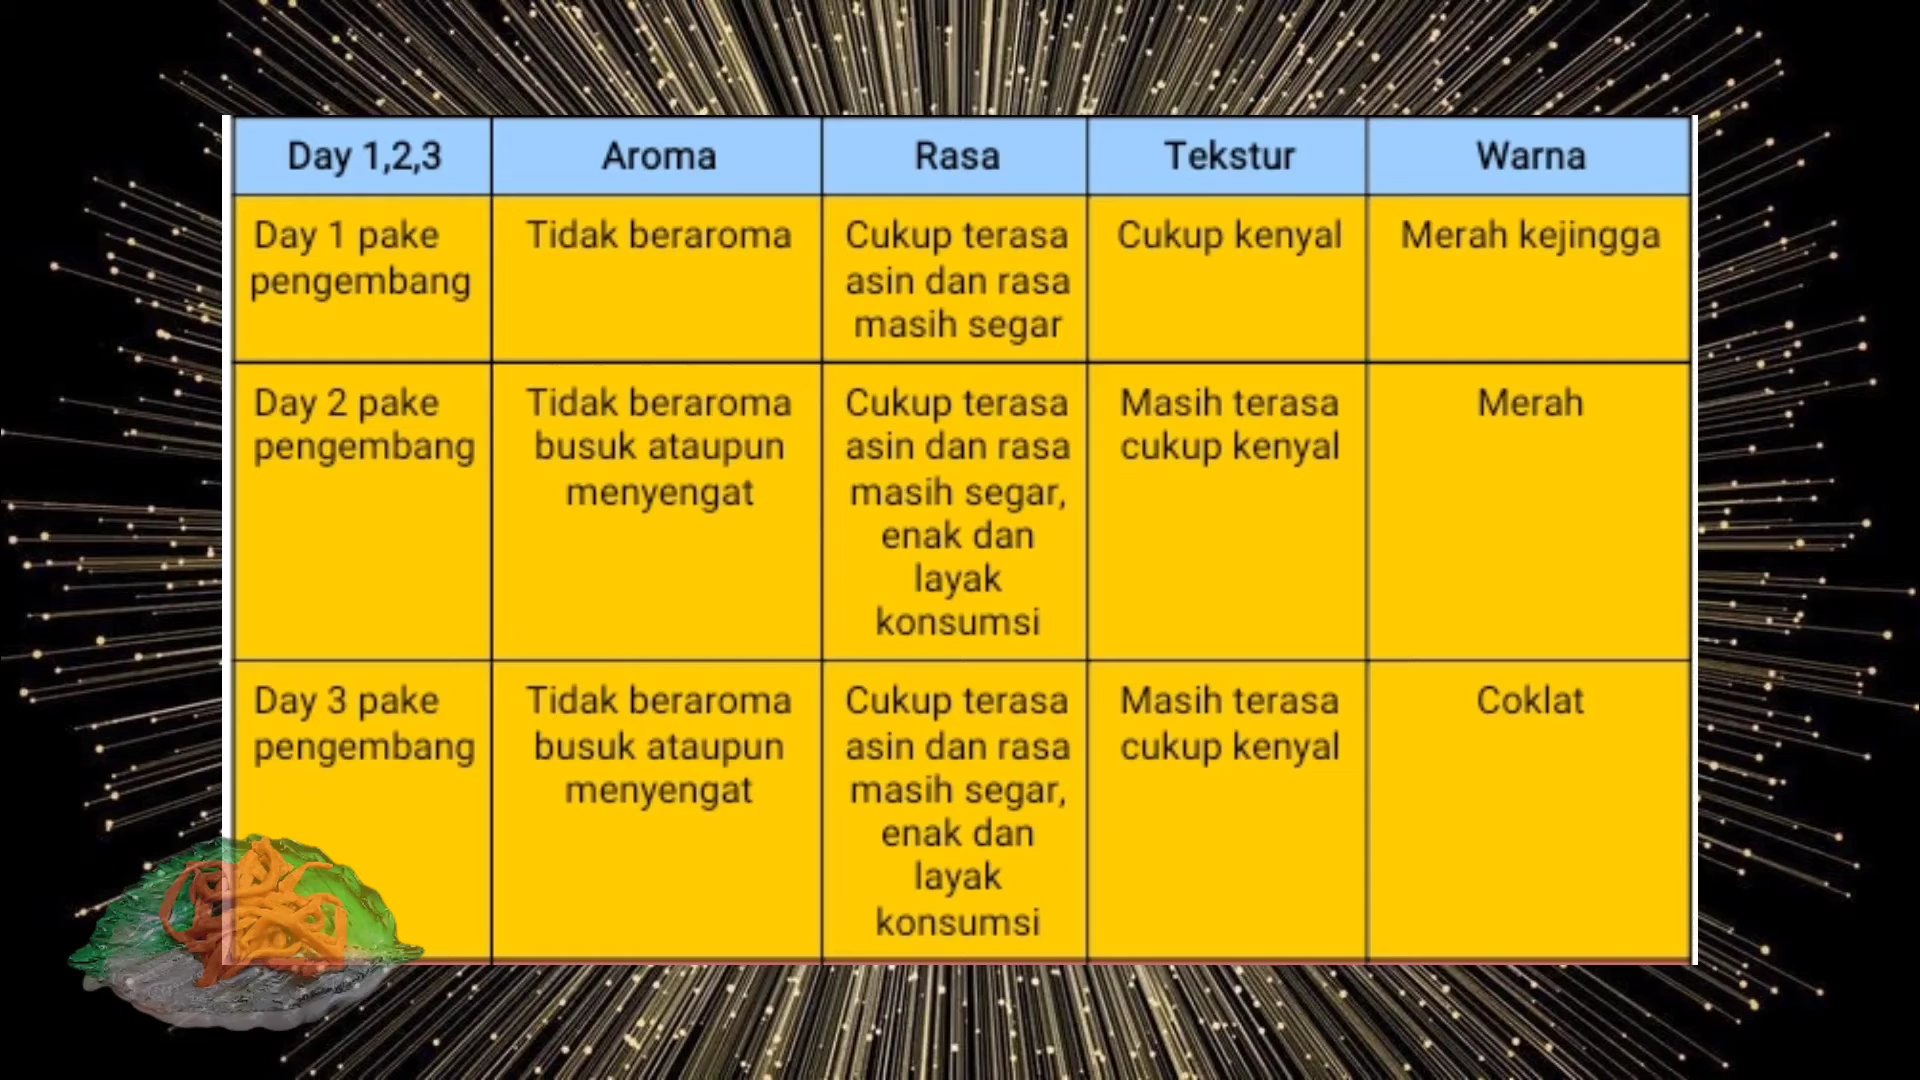 Day 1,2,3
Aroma
Rasa
Tekstur
Warna
Day 1 pake
pengembang
Tidak beraroma
Cukup terasa
asin dan rasa
masih segar
Cukup kenyal
Merah kejingga
Day 2 pake
pengembang
Tidak beraroma
busuk ataupun
menyengat
Cukup terasa
asin dan rasa
masih segar,
enak dan
layak
konsumsi
Masih terasa
cukup kenyal
Merah
Day 3 pake
pengembang
Tidak beraroma
busuk ataupun
menyengat
Cukup terasa
asin dan rasa
masih segar,
enak dan
layak
konsumsi
Masih terasa
cukup kenyal
Coklat